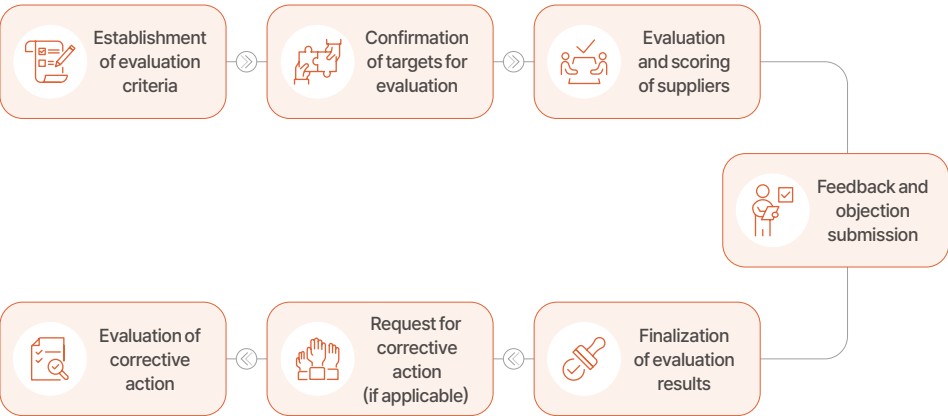 Establishment
of evaluation
criteria
Confirmation
of targets for
evaluation
Evaluation
and scoring
of suppliers
Feedback and
objection
submission
Finalization
of evaluation
results
Request for
corrective
action
(if applicable)
Evaluation of
corrective
action